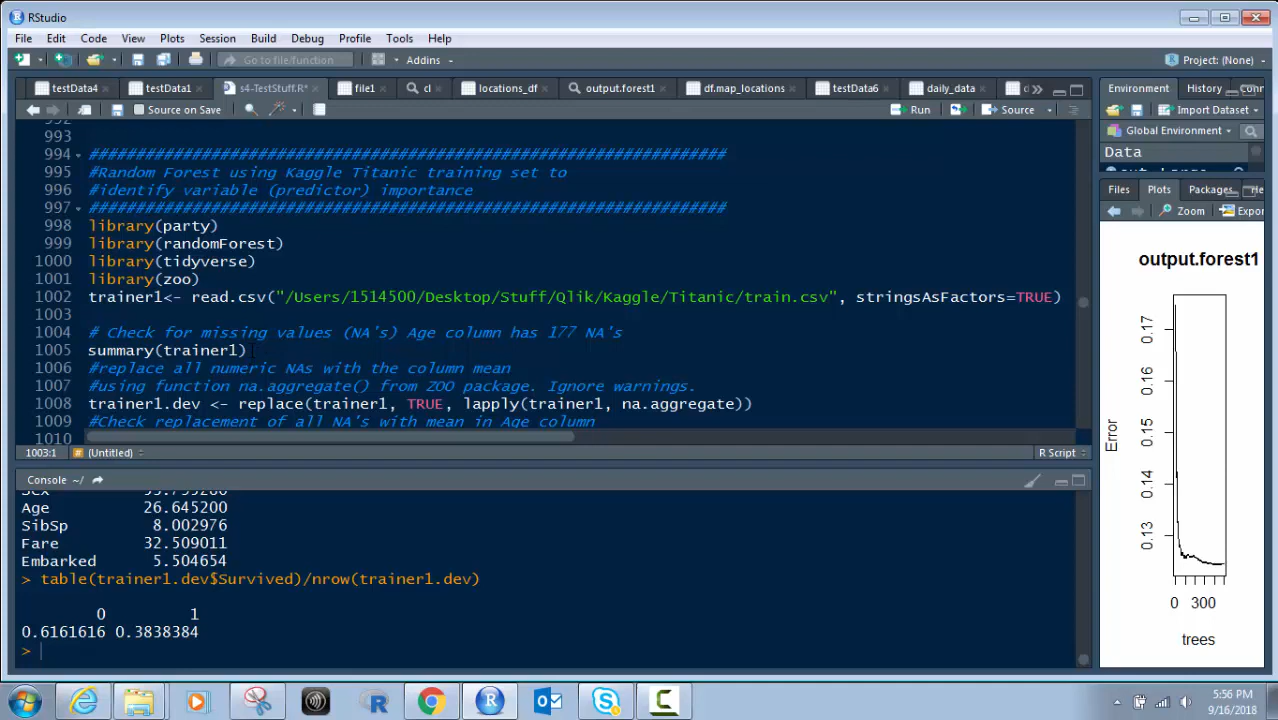 RStudio
File Edit Code View Plots Session Build Debug Profile Tools Help
Go to file/function Addins Project: (None)
testData4 testData1 s4-TestStuff.R* file1 cl locations_df output.forest1 df.map_locations testData6 daily_data
Source on Save Run Source
993
994 ######################################################################
995 #Random Forest using Kaggle Titanic training set to
996 #identify variable (predictor) importance
997 ######################################################################
998 library(party)
999 library(randomForest)
1000 library(tidyverse)
1001 library(zoo)
1002 trainer1<- read.csv("/Users/1514500/Desktop/Stuff/Qlik/Kaggle/Titanic/train.csv", stringsAsFactors=TRUE)
1003
1004 # Check for missing values (NA's) Age column has 177 NA's
1005 summary(trainer1)
1006 #replace all numeric NAs with the column mean
1007 #using function na.aggregate() from ZOO package. Ignore warnings.
1008 trainer1.dev <- replace(trainer1, TRUE, lapply(trainer1, na.aggregate))
1009 #Check replacement of all NA's with mean in Age column
1010
1003:1 (Untitled) R Script
Console ~/
Age 26.645200
SibSp 8.002976
Fare 32.509011
Embarked 5.504654
> table(trainer1.dev$Survived)/nrow(trainer1.dev)
0 1
0.6161616 0.3838384
>
Environment History Conn
Import Dataset
Global Environment
Data
Files Plots Packages He
Zoom Expor
output.forest1
0.17
0.16
0.15
0.14
0.13
Error
0 300
trees
5:56 PM
9/16/2018